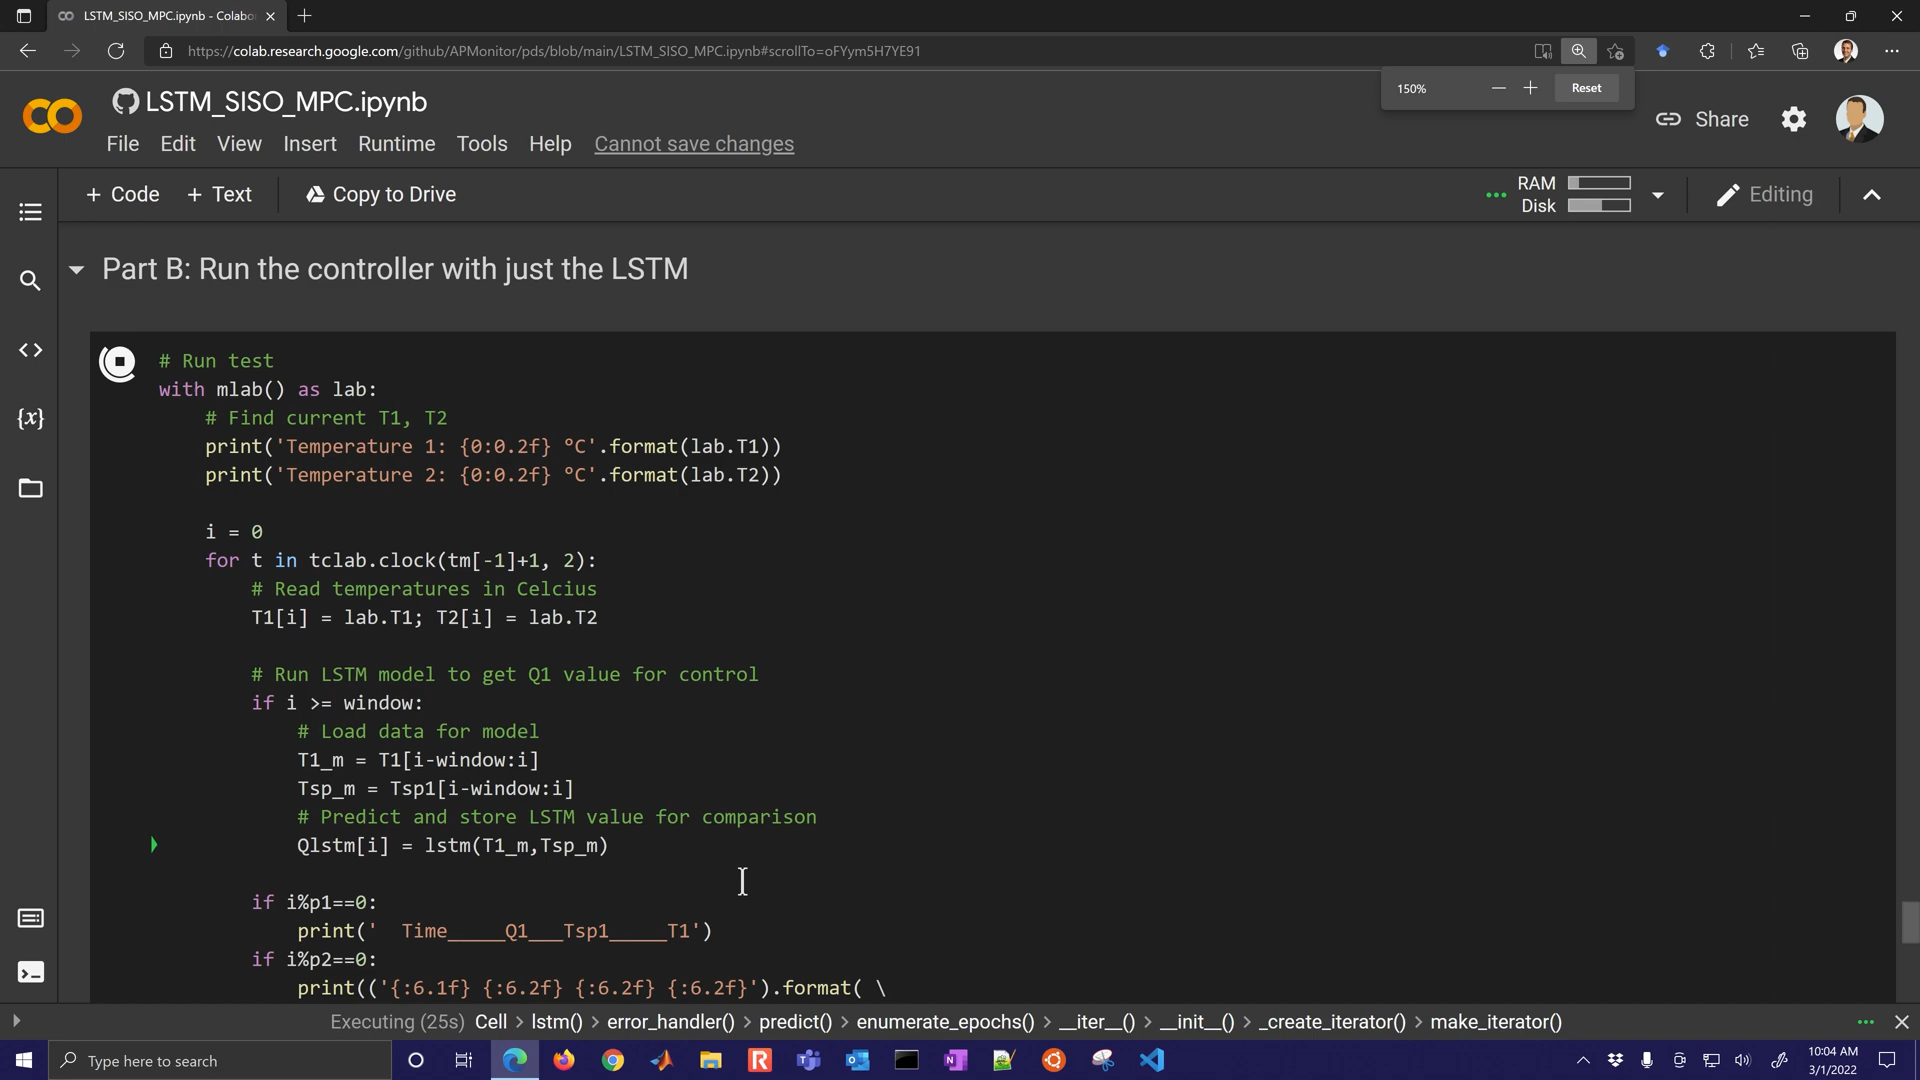 LSTM_SISO_MPC.ipynb - Colabo
https://colab.research.google.com/github/APMonitor/pds/blob/main/LSTM_SISO_MPC.ipynb#scrollTo=oFYym5H7YE91
150%
Reset
LSTM_SISO_MPC.ipynb
File Edit View Insert Runtime Tools Help Cannot save changes
Share
+ Code + Text Copy to Drive
RAM
Disk
Editing
Part B: Run the controller with just the LSTM
# Run test
with mlab() as lab:
# Find current T1, T2
print('Temperature 1: {0:0.2f} °C'.format(lab.T1))
print('Temperature 2: {0:0.2f} °C'.format(lab.T2))
i = 0
for t in tclab.clock(tm[-1]+1, 2):
# Read temperatures in Celcius
T1[i] = lab.T1; T2[i] = lab.T2
# Run LSTM model to get Q1 value for control
if i >= window:
# Load data for model
T1_m = T1[i-window:i]
Tsp_m = Tsp1[i-window:i]
# Predict and store LSTM value for comparison
Qlstm[i] = lstm(T1_m,Tsp_m)
if i%p1==0:
print('  Time_____Q1___Tsp1_____T1')
if i%p2==0:
print(('{:6.1f} {:6.2f} {:6.2f} {:6.2f}').format( \
Executing (25s) Cell > lstm() > error_handler() > predict() > enumerate_epochs() > __iter__() > __init__() > _create_iterator() > make_iterator()
Type here to search
10:04 AM
3/1/2022